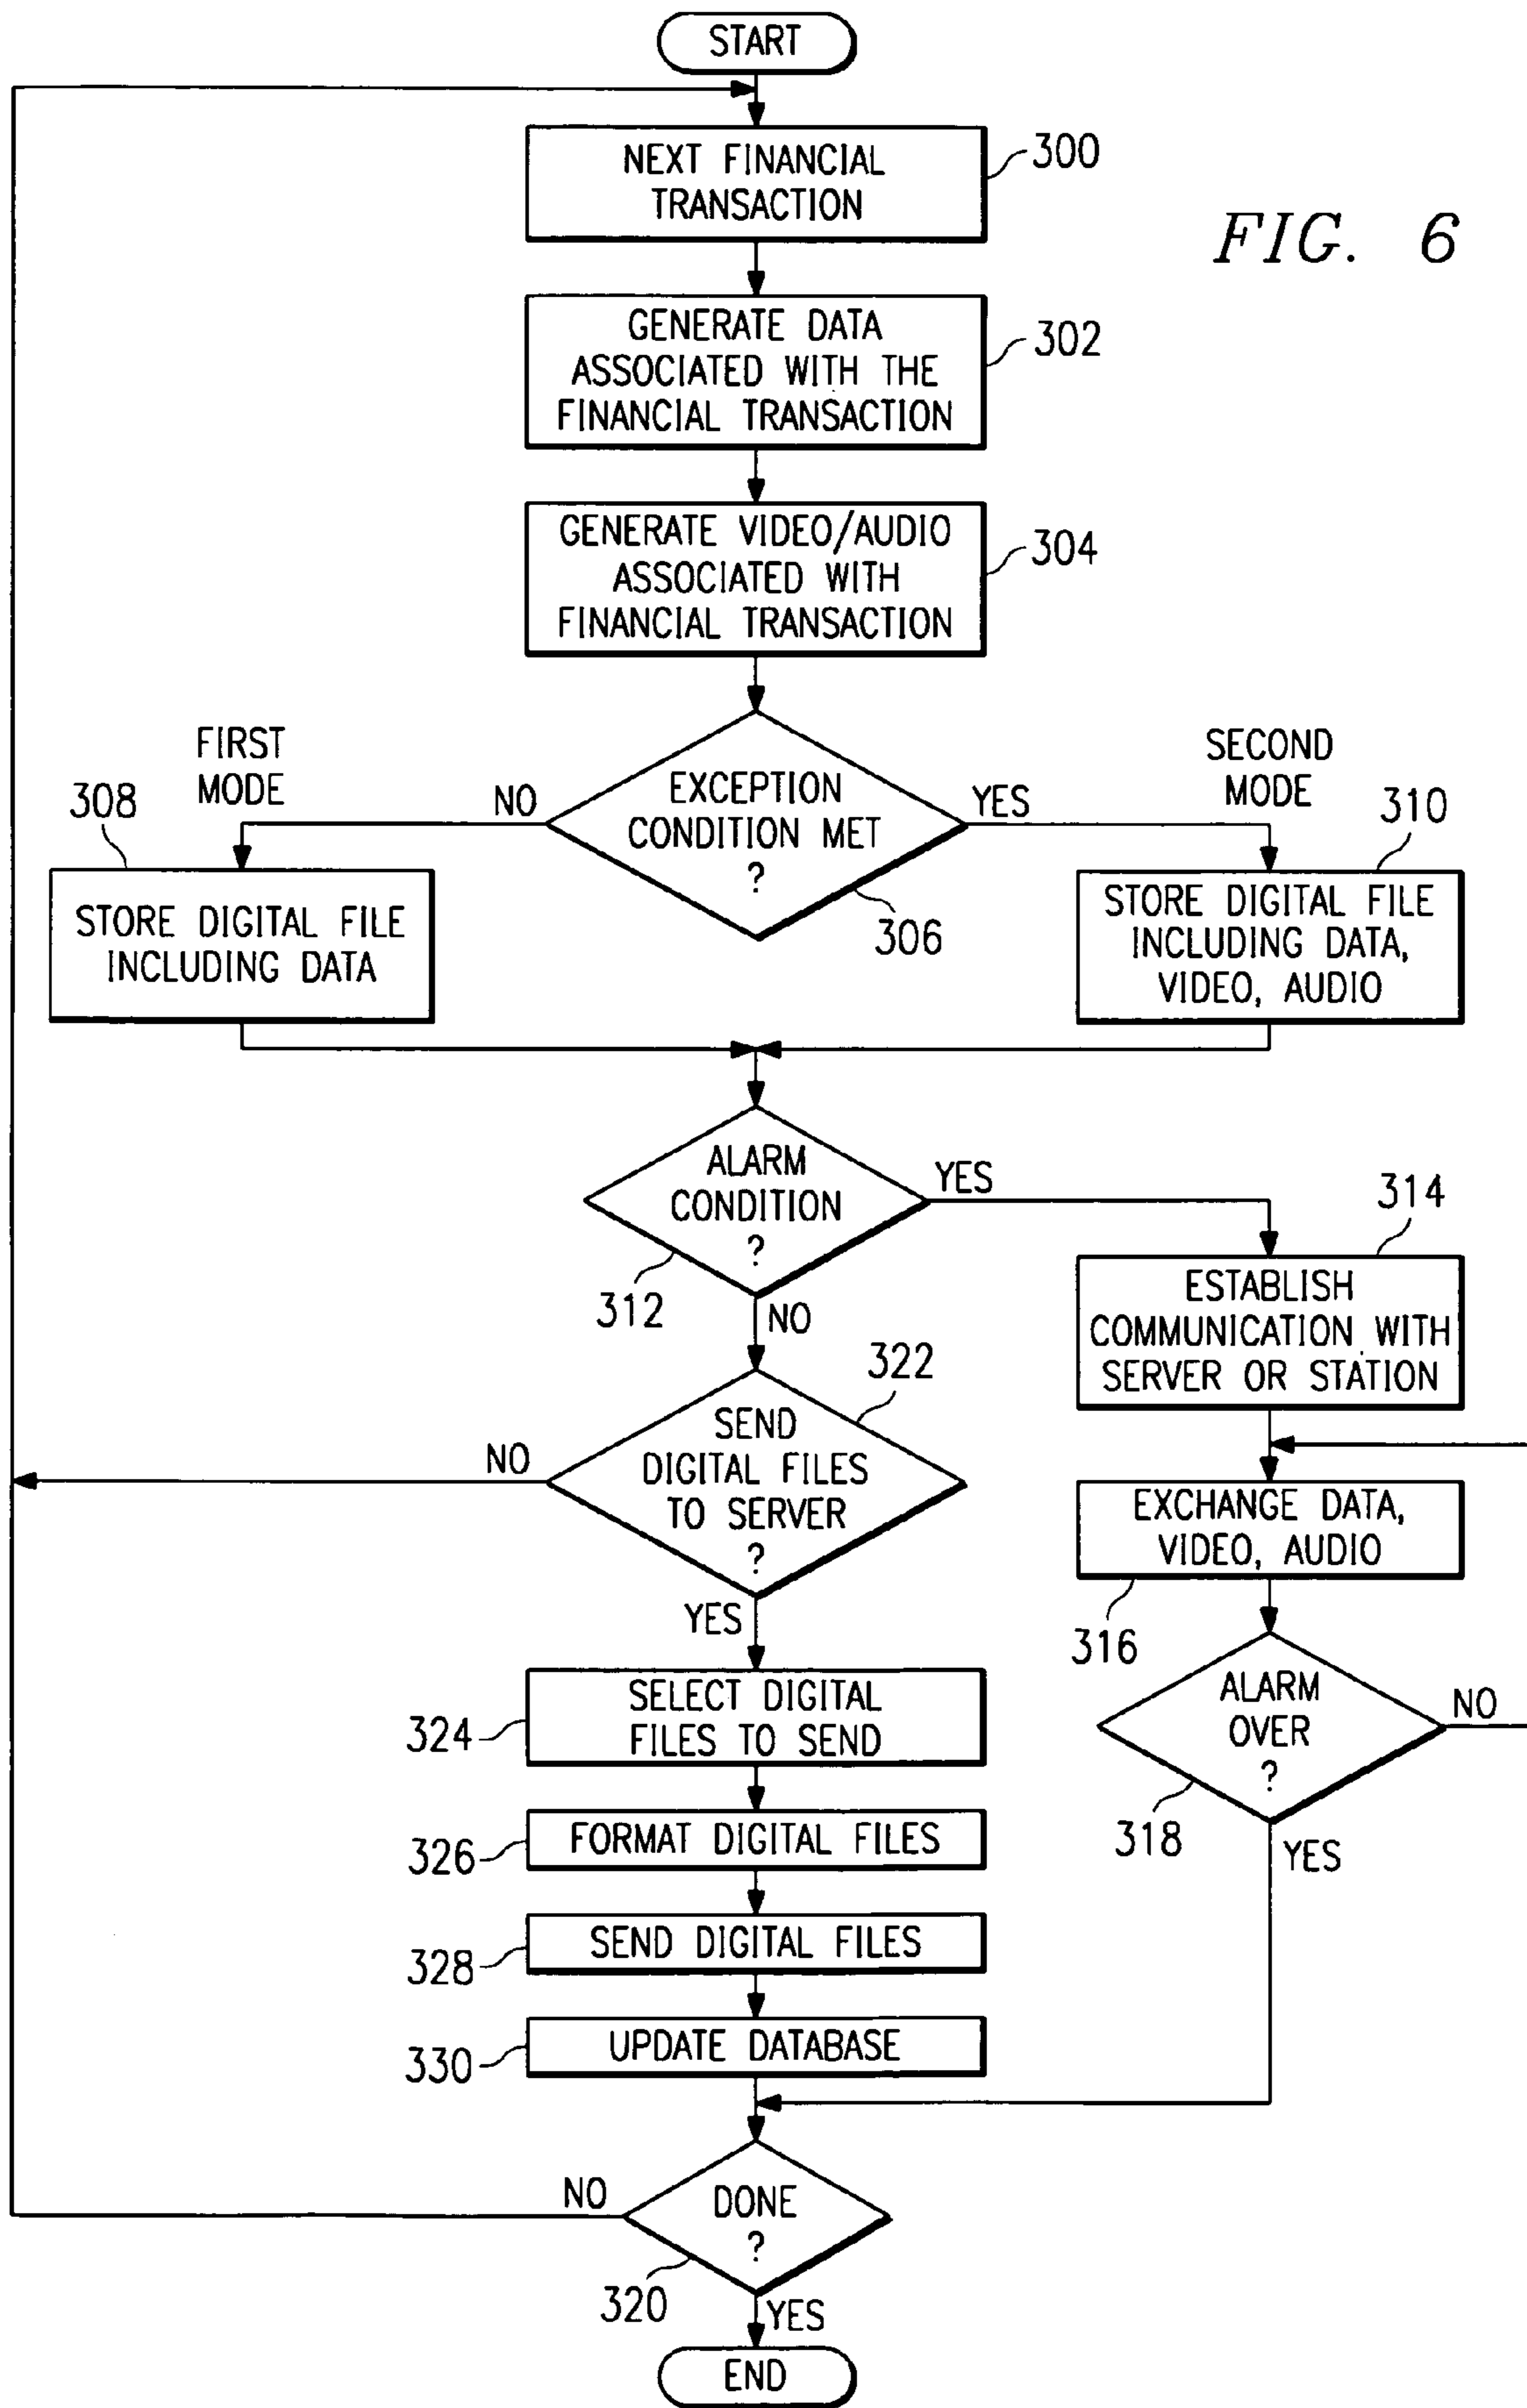 START
NEXT FINANCIAL
TRANSACTION
300
FIG. 6
GENERATE DATA
ASSOCIATED WITH THE
FINANCIAL TRANSACTION
302
GENERATE VIDEO/AUDIO
ASSOCIATED WITH
FINANCIAL TRANSACTION
304
FIRST
MODE
SECOND
MODE
308
NO
EXCEPTION
CONDITION MET
?
YES
306
310
STORE DIGITAL FILE
INCLUDING DATA
STORE DIGITAL FILE
INCLUDING DATA,
VIDEO, AUDIO
ALARM
CONDITION
?
YES
312
NO
314
ESTABLISH
COMMUNICATION WITH
SERVER OR STATION
322
SEND
DIGITAL FILES
TO SERVER
?
NO
YES
EXCHANGE DATA,
VIDEO, AUDIO
316
ALARM
OVER
?
NO
318
YES
324
SELECT DIGITAL
FILES TO SEND
326
FORMAT DIGITAL FILES
328
SEND DIGITAL FILES
330
UPDATE DATABASE
NO
DONE
?
320
YES
END